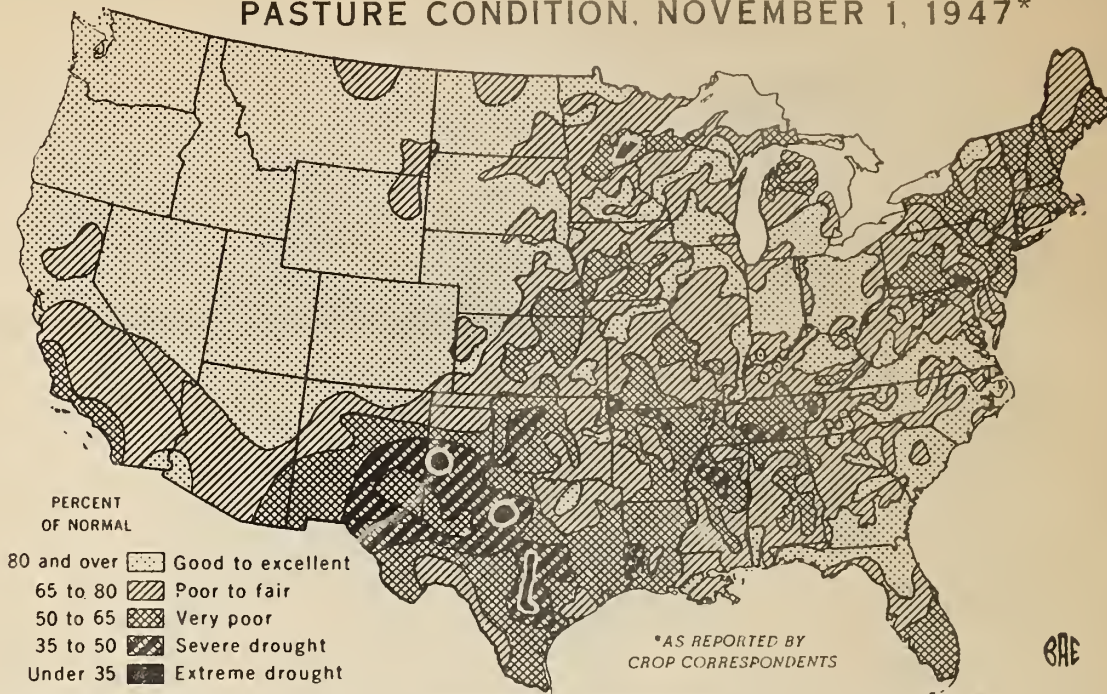 PASTURE CONDITION, NOVEMBER 1, 1947*
PERCENT
OF NORMAL
80 and over Good to excellent
65 to 80 Poor to fair
50 to 65 Very poor
35 to 50 Severe drought
Under 35 Extreme drought
*AS REPORTED BY
CROP CORRESPONDENTS
BAE